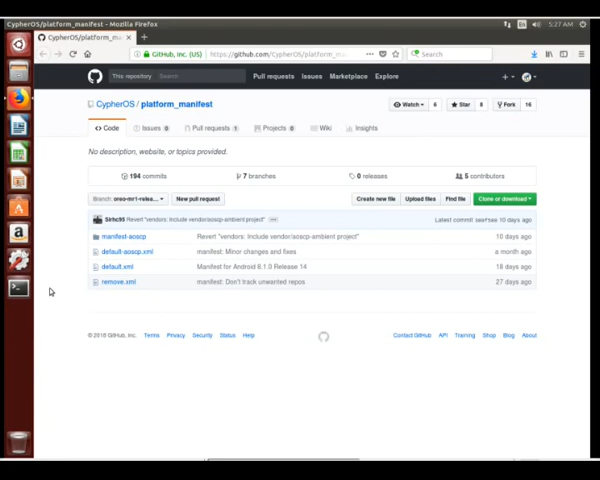 CypherOS/platform_manifest - Mozilla Firefox
En
5:27 AM
CypherOS/platform_ma
GitHub, Inc. (US)
https://github.com/CypherOS/platform_man
Search
This repository
Search
Pull requests
Issues
Marketplace
Explore
CypherOS / platform_manifest
Watch
6
Star
8
Fork
16
Code
Issues 0
Pull requests 1
Projects 0
Wiki
Insights
No description, website, or topics provided.
194 commits
7 branches
0 releases
5 contributors
Branch: oreo-mr1-relea...
New pull request
Create new file
Upload files
Find file
Clone or download
Sirhc95 Revert "vendors: Include vendor/aoscp-ambient project"
Latest commit
10 days ago
manifest-aoscp
Revert "vendors: Include vendor/aoscp-ambient project"
10 days ago
default-aoscp.xml
manifest: Minor changes and fixes
a month ago
default.xml
Manifest for Android 8.1.0 Release 14
18 days ago
remove.xml
manifest: Don't track unwanted repos
27 days ago
© 2018 GitHub, Inc.
Terms
Privacy
Security
Status
Help
Contact GitHub
API
Training
Shop
Blog
About